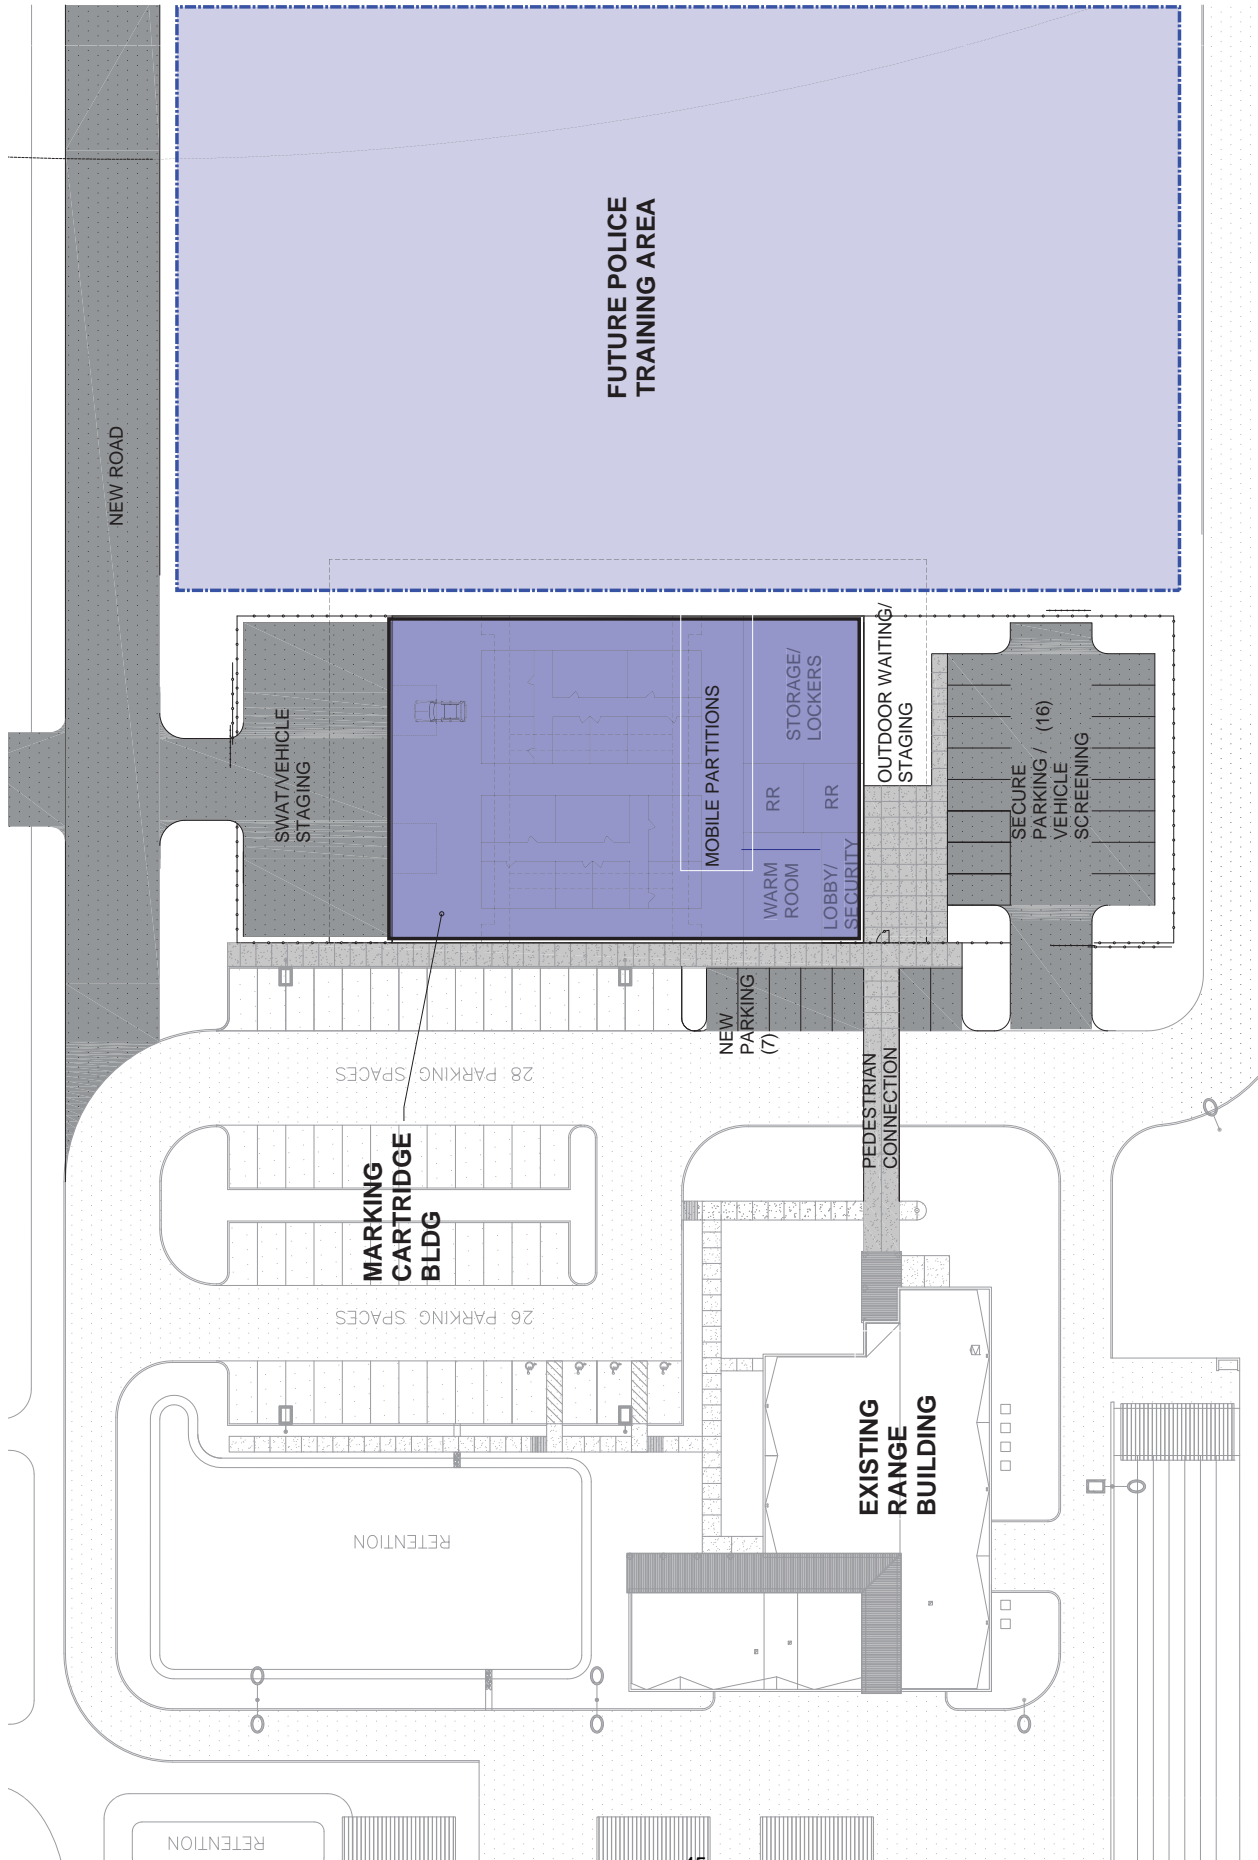 FUTURE POLICE
TRAINING AREA
NEW ROAD
SWAT/VEHICLE
STAGING
MOBILE PARTITIONS
STORAGE/
LOCKERS
RR
RR
WARM
ROOM
LOBBY/
SECURITY
OUTDOOR WAITING/
STAGING
SECURE
PARKING / (16)
VEHICLE
SCREENING
NEW
PARKING
(7)
PEDESTRIAN
CONNECTION
28 PARKING SPACES
MARKING
CARTRIDGE
BLDG
26 PARKING SPACES
EXISTING
RANGE
BUILDING
RETENTION
RETENTION